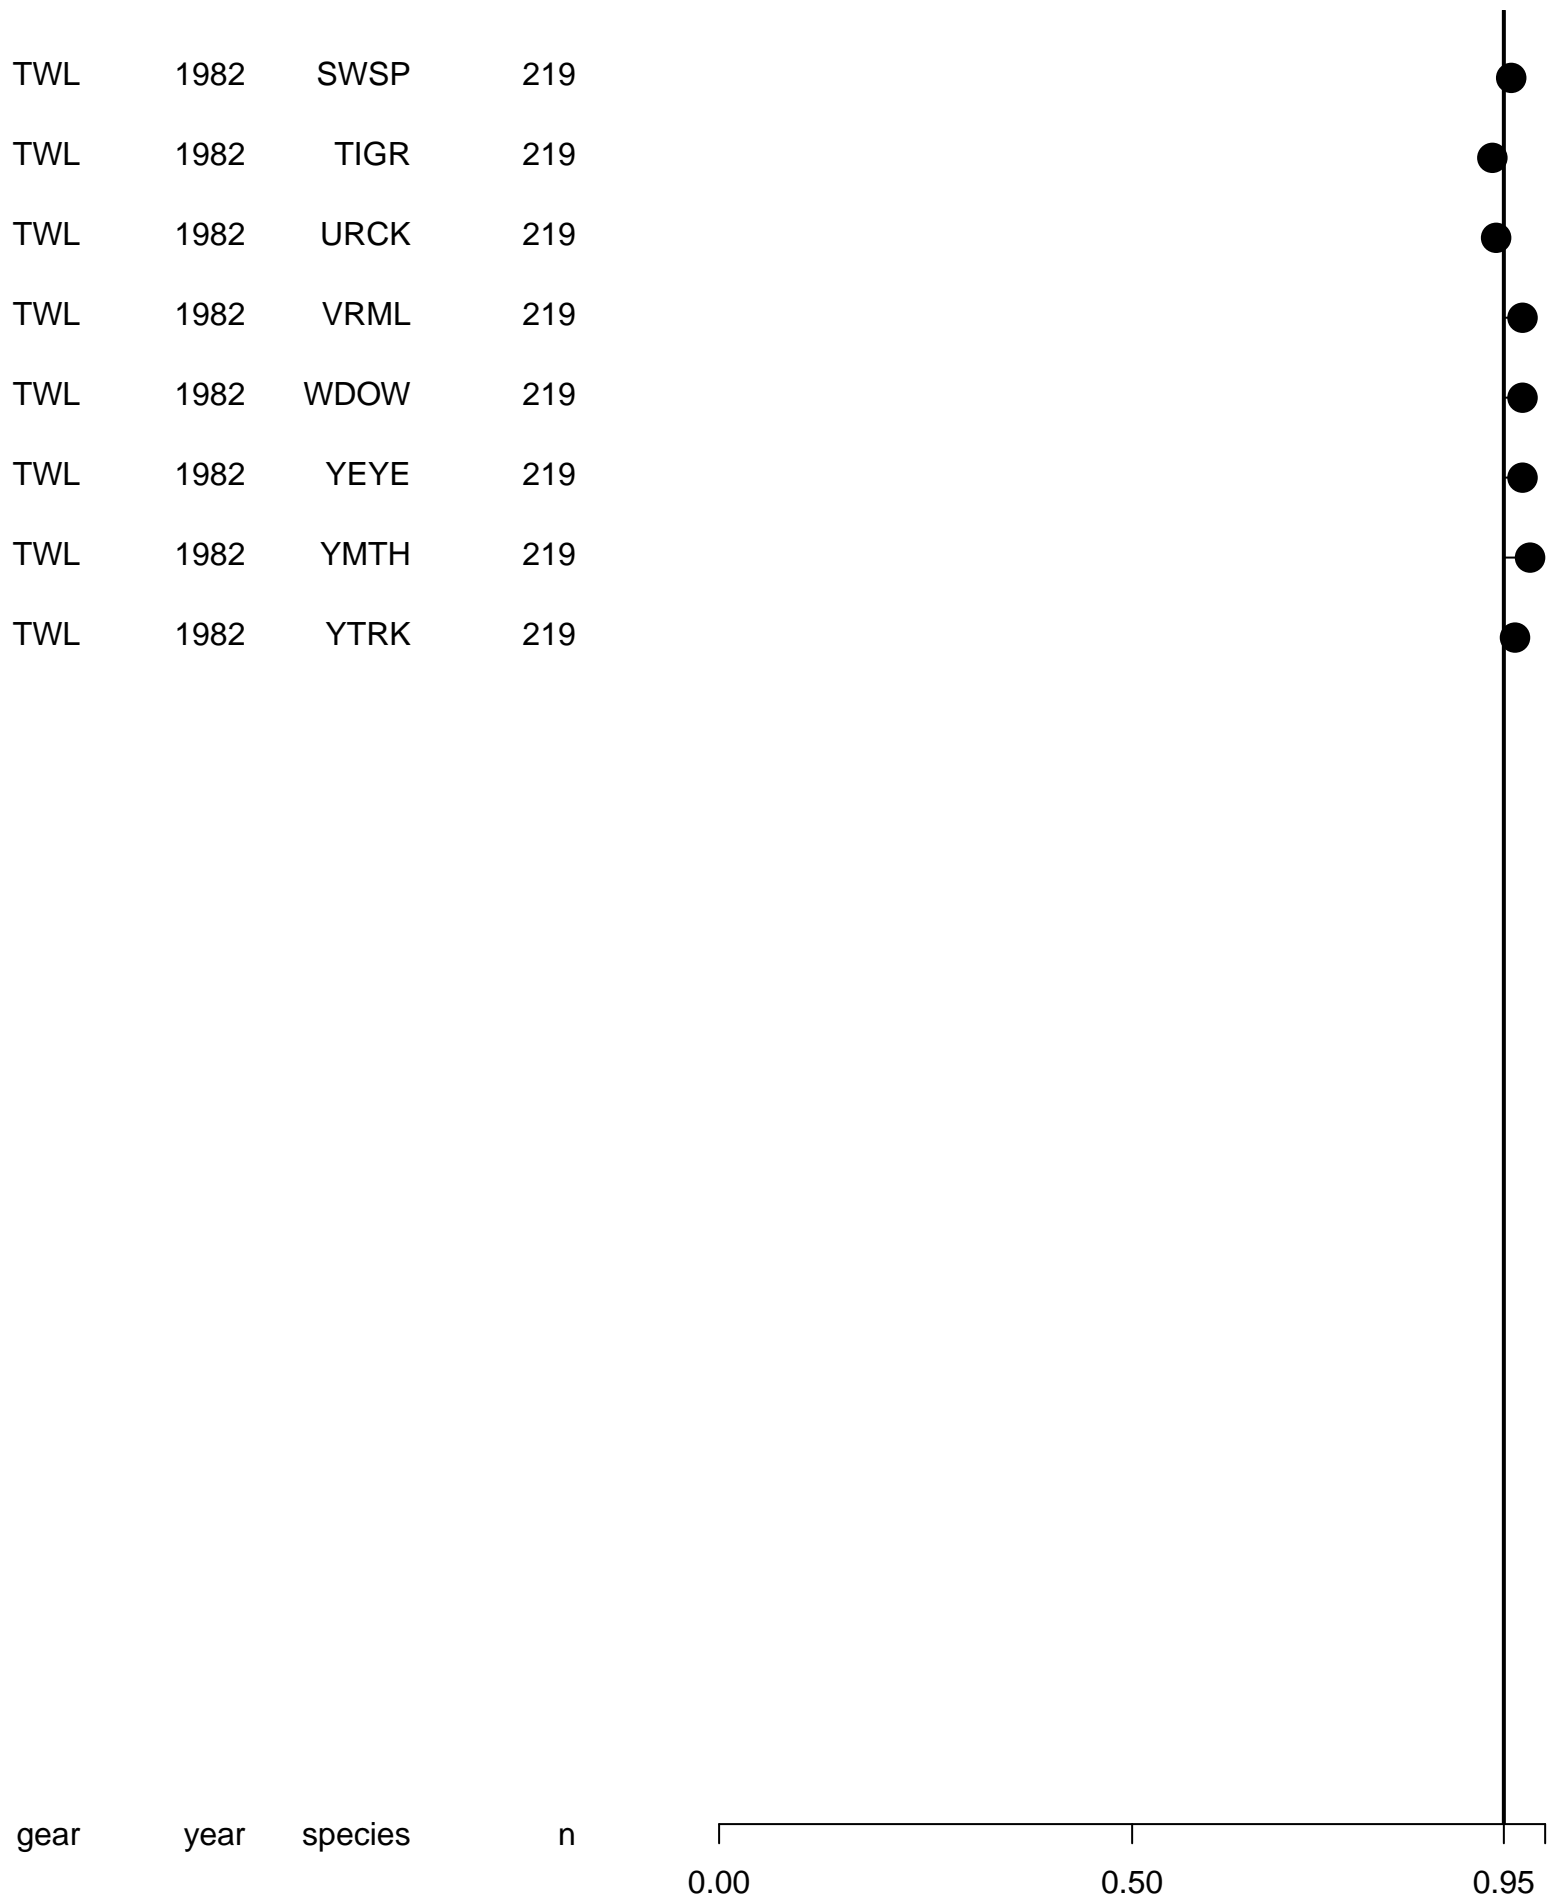 TWL 1982 SWSP 219
TWL 1982 TIGR 219
TWL 1982 URCK 219
TWL 1982 VRML 219
TWL 1982 WDOW 219
TWL 1982 YEYE 219
TWL 1982 YMTH 219
TWL 1982 YTRK 219
gear year species n
0.00 0.50 0.95